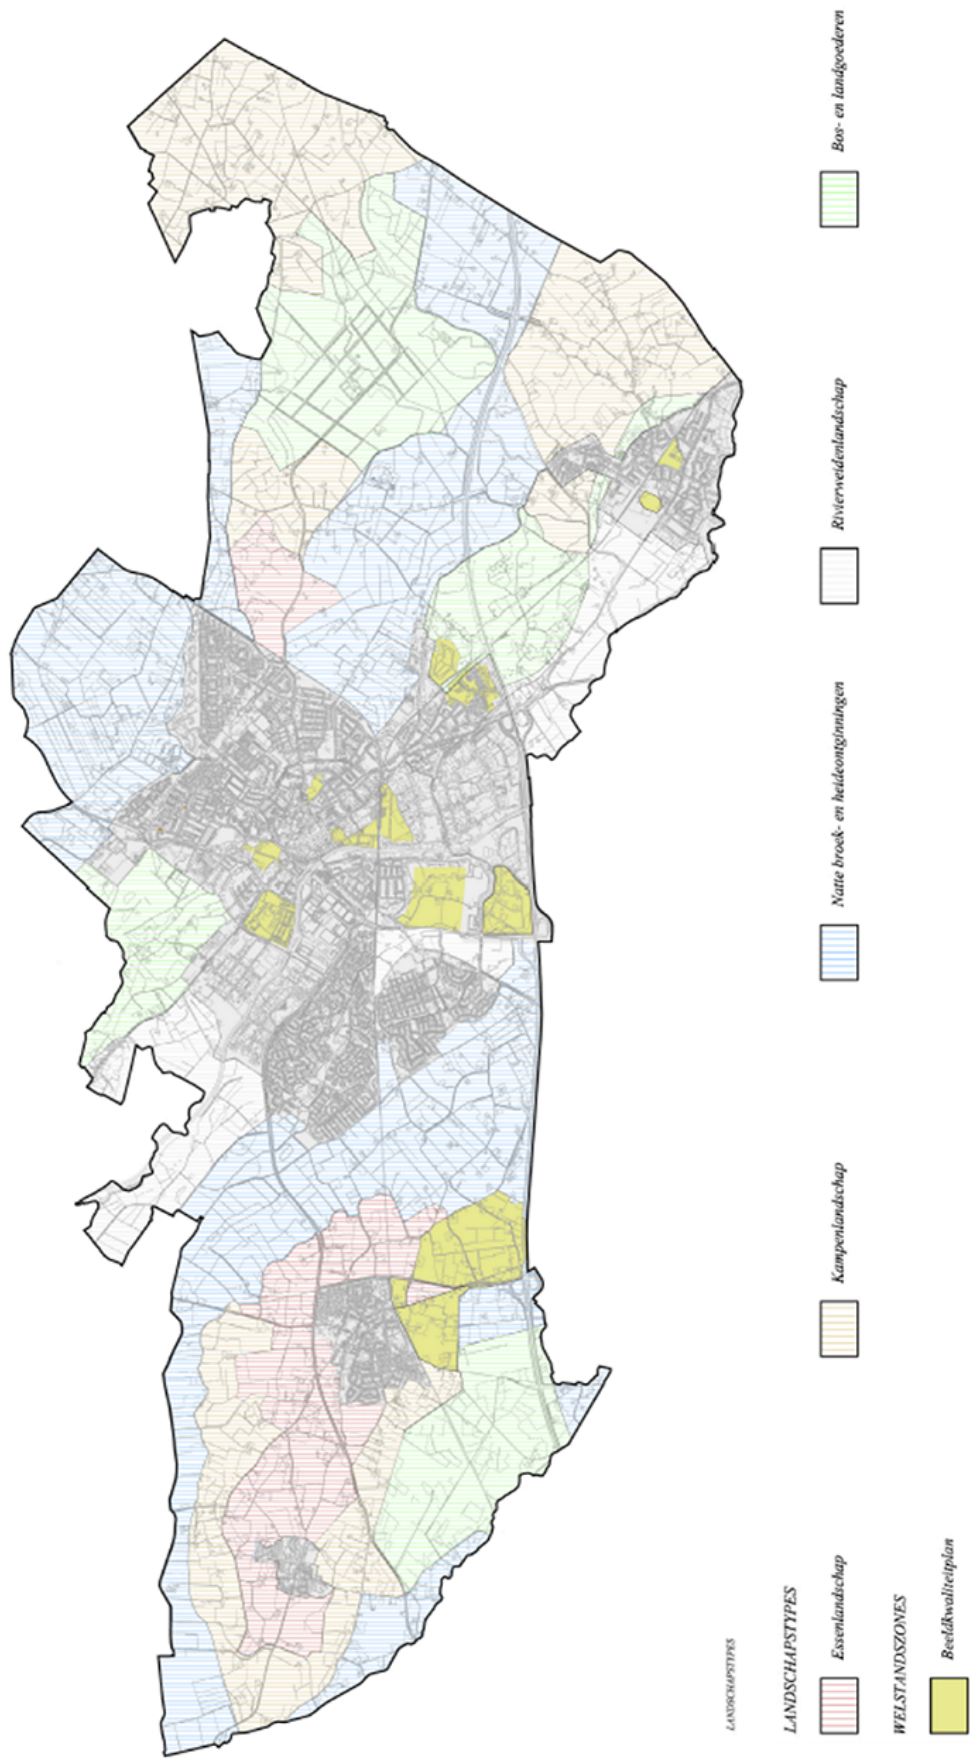 LANDSCHAPSTYPES
LANDSCHAPSTYPES
Essenlandschap
Kampenlandschap
Natte broek- en heideontginningen
Rivierweidenlandschap
Bos- en landgoederen
WELSTANDSZONES
Beeldkwaliteitplan